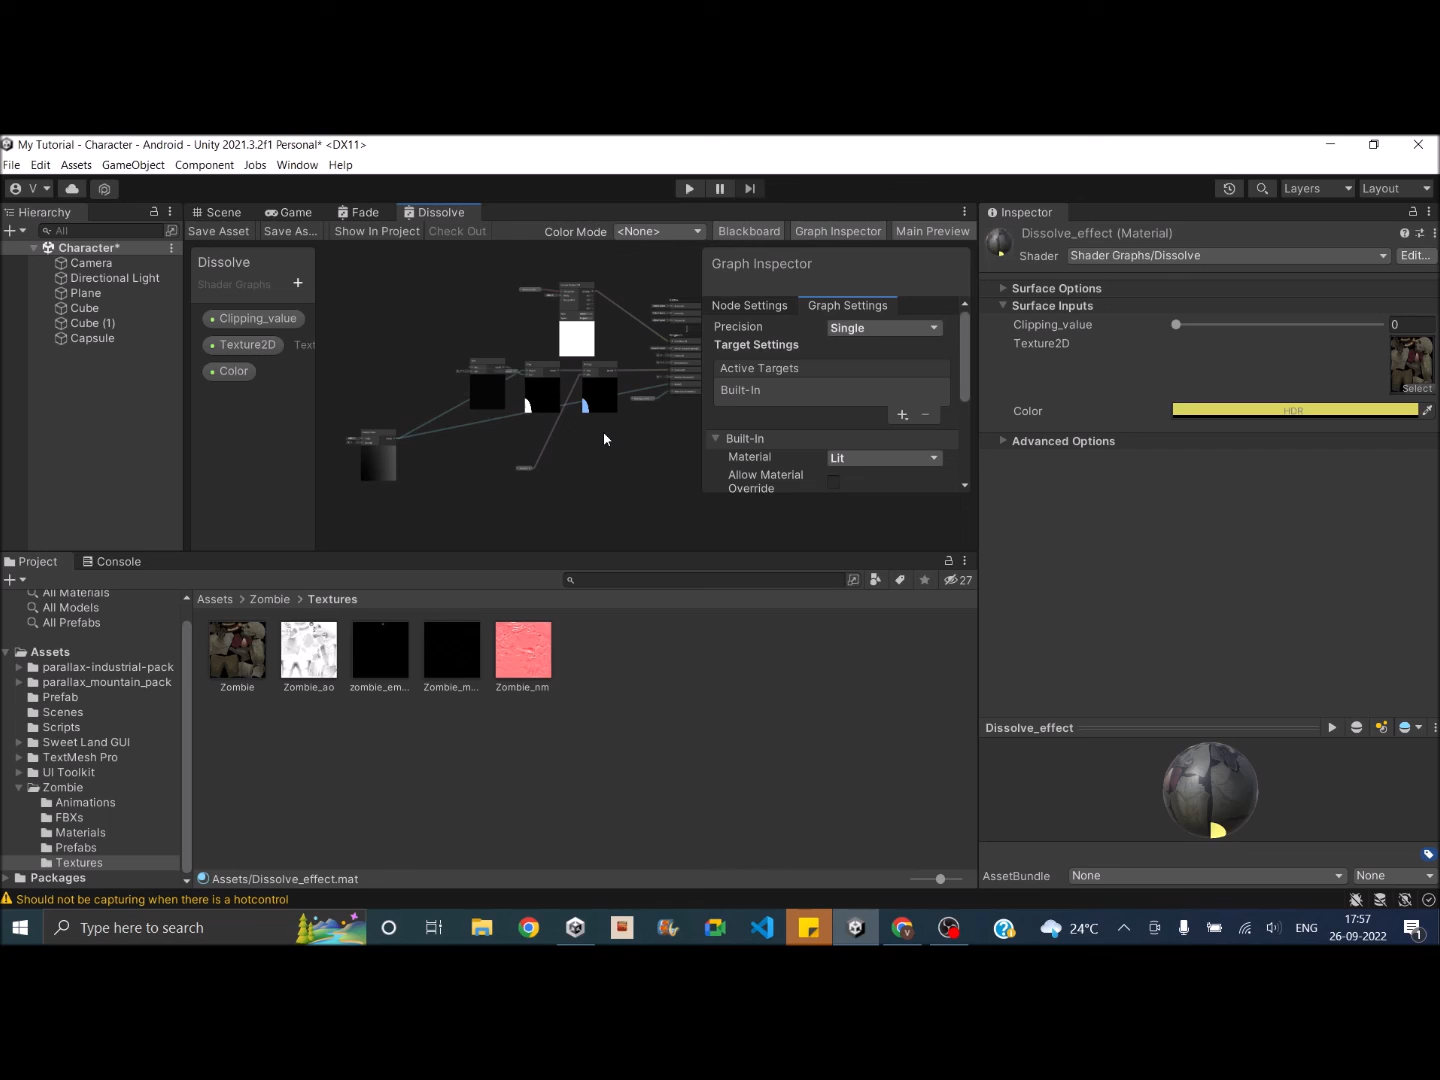 My Tutorial - Character - Android - Unity 2021.3.2f1 Personal* <DX11>
File Edit Assets GameObject Component Jobs Window Help
V
Layers Layout
Hierarchy
All
Character*
Camera
Directional Light
Plane
Cube
Cube (1)
Capsule
Scene Game Fade Dissolve
Save Asset Save As... Show In Project Check Out Color Mode <None> Blackboard Graph Inspector Main Preview
Dissolve
Shader Graphs
Clipping_value
Texture2D Text
Color
Graph Inspector
Node Settings Graph Settings
Precision Single
Target Settings
Active Targets
Built-In
Built-In
Material Lit
Allow Material
Override
Inspector
Dissolve_effect (Material)
Shader Shader Graphs/Dissolve Edit...
Surface Options
Surface Inputs
Clipping_value 0
Texture2D
Select
Color HDR
Advanced Options
Project Console
27
All Materials
All Models
All Prefabs
Assets
parallax-industrial-pack
parallax_mountain_pack
Prefab
Scenes
Scripts
Sweet Land GUI
TextMesh Pro
UI Toolkit
Zombie
Animations
FBXs
Materials
Prefabs
Textures
Packages
Assets > Zombie > Textures
Zombie Zombie_ao zombie_em... Zombie_m... Zombie_nm
Assets/Dissolve_effect.mat
Dissolve_effect
AssetBundle None None
Should not be capturing when there is a hotcontrol
Type here to search
24°C ENG
17:57
26-09-2022
1